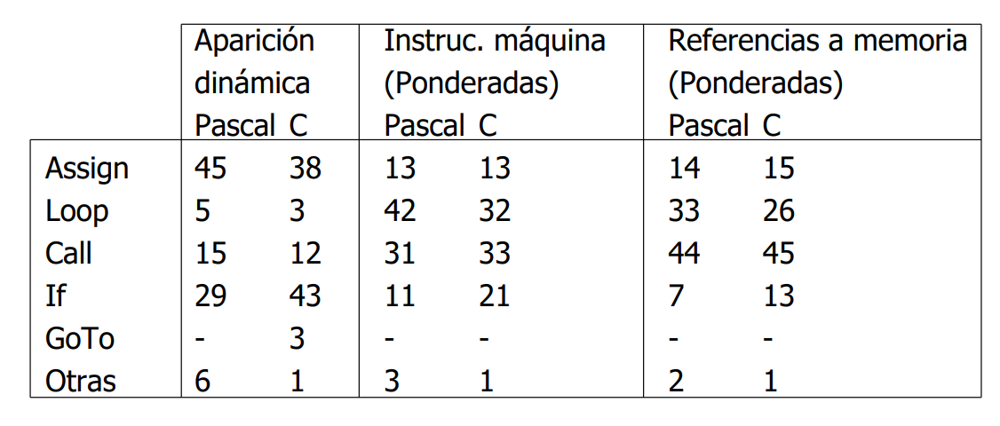 Aparición Instruc. máquina Referencias a memoria
dinámica (Ponderadas) (Ponderadas)
Pascal C Pascal C Pascal C
Assign 45 38 13 13 14 15
Loop 5 3 42 32 33 26
Call 15 12 31 33 44 45
If 29 43 11 21 7 13
GoTo - 3 - - - -
Otras 6 1 3 1 2 1